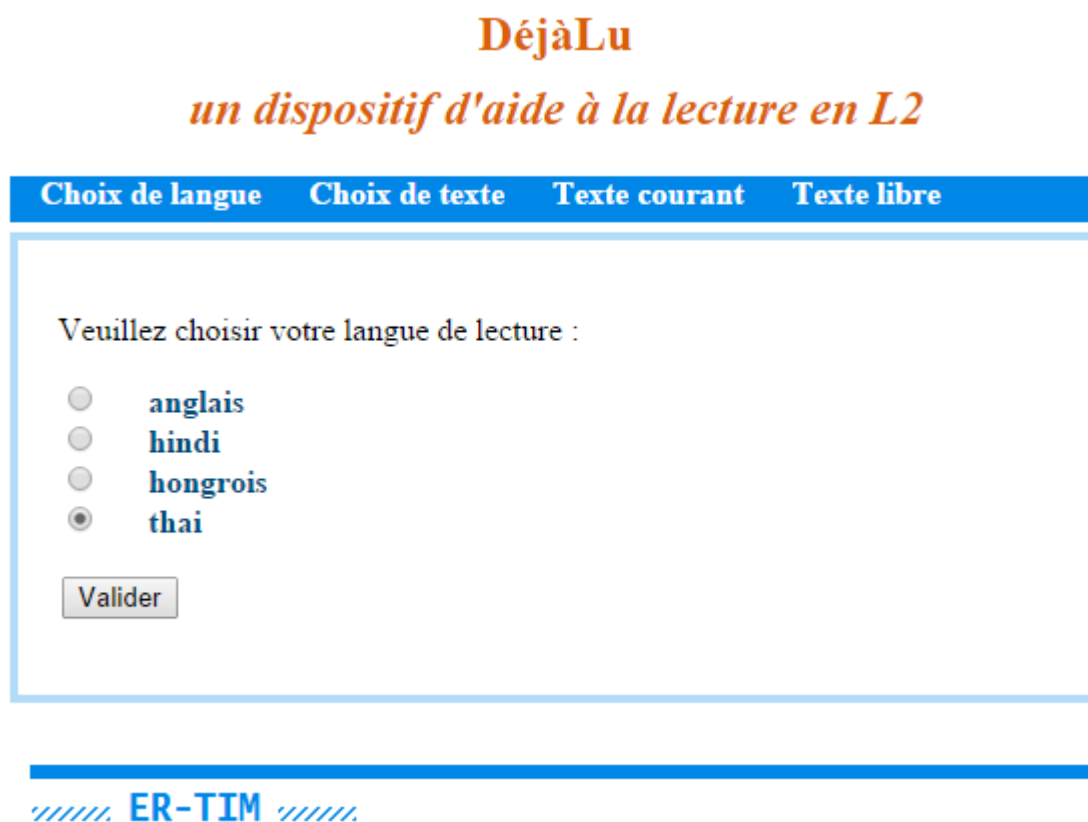 DéjàLu
un dispositif d'aide à la lecture en L2
Choix de langue Choix de texte Texte courant Texte libre
Veuillez choisir votre langue de lecture :
anglais
hindi
hongrois
thai
Valider
ER-TIM